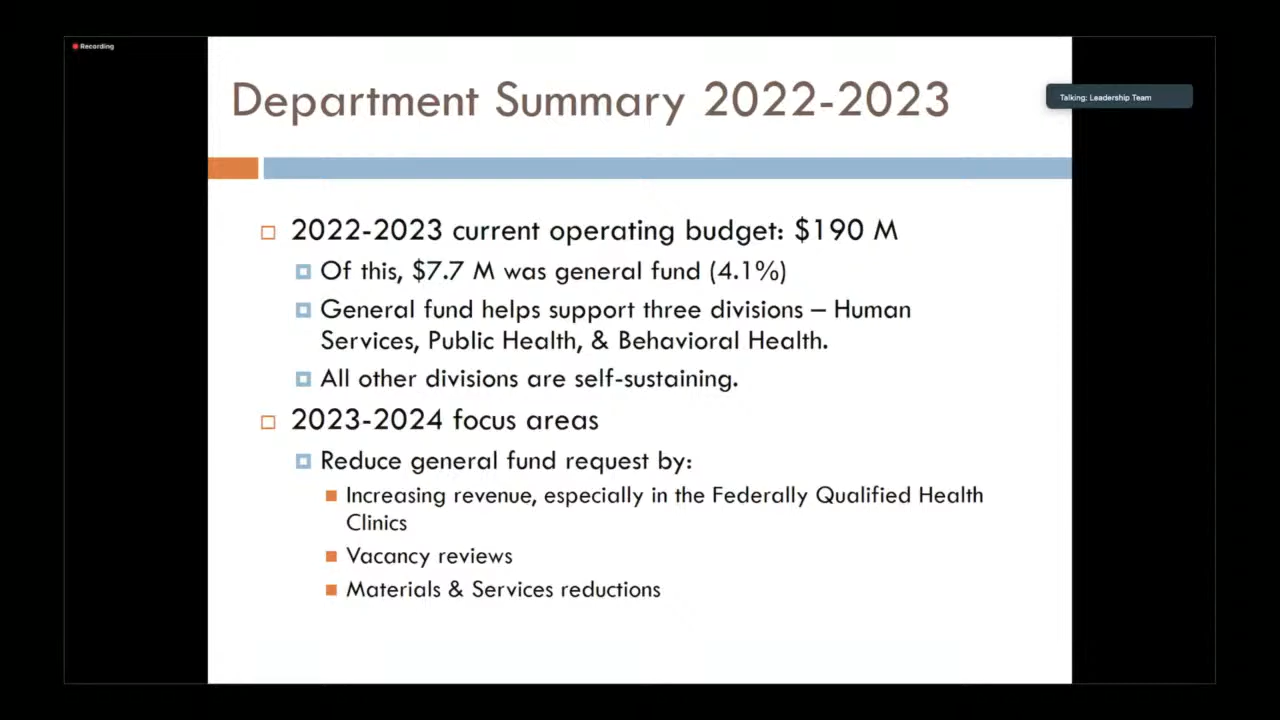 Recording
Department Summary 2022-2023
Talking: Leadership Team
2022-2023 current operating budget: $190 M
Of this, $7.7 M was general fund (4.1%)
General fund helps support three divisions – Human
Services, Public Health, & Behavioral Health.
All other divisions are self-sustaining.
2023-2024 focus areas
Reduce general fund request by:
Increasing revenue, especially in the Federally Qualified Health
Clinics
Vacancy reviews
Materials & Services reductions